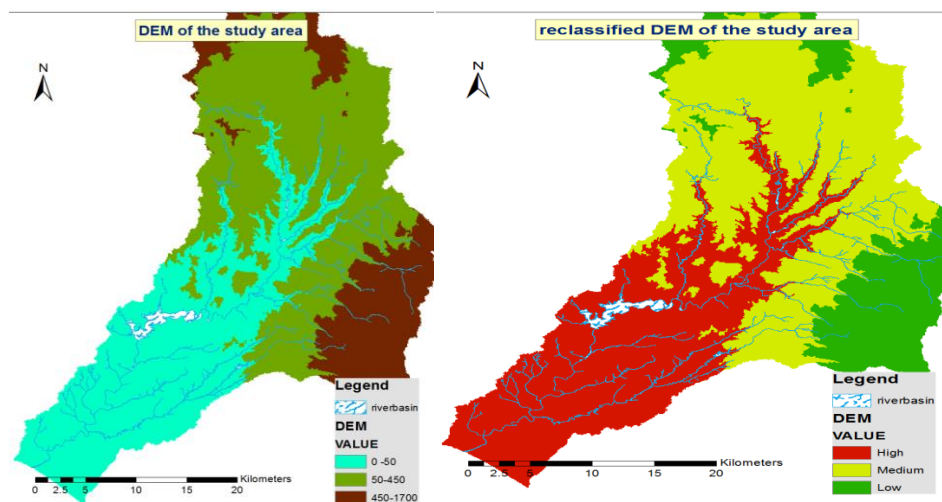 DEM of the study area
N
Legend
riverbasin
DEM
VALUE
0 -50
50-450
450-1700
Kilometers
0 2.5 5 10 15 20
reclassified DEM of the study area
N
Legend
riverbasin
DEM
VALUE
High
Medium
Low
Kilometers
0 2.5 5 10 15 20